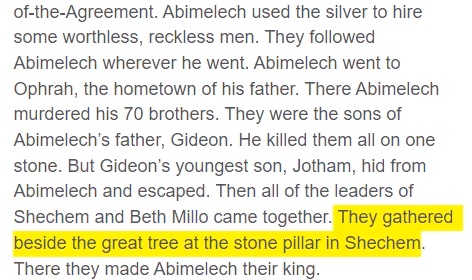 of-the-Agreement. Abimelech used the silver to hire
some worthless, reckless men. They followed
Abimelech wherever he went. Abimelech went to
Ophrah, the hometown of his father. There Abimelech
murdered his 70 brothers. They were the sons of
Abimelech’s father, Gideon. He killed them all on one
stone. But Gideon’s youngest son, Jotham, hid from
Abimelech and escaped. Then all of the leaders of
Shechem and Beth Millo came together. They gathered
beside the great tree at the stone pillar in Shechem.
There they made Abimelech their king.